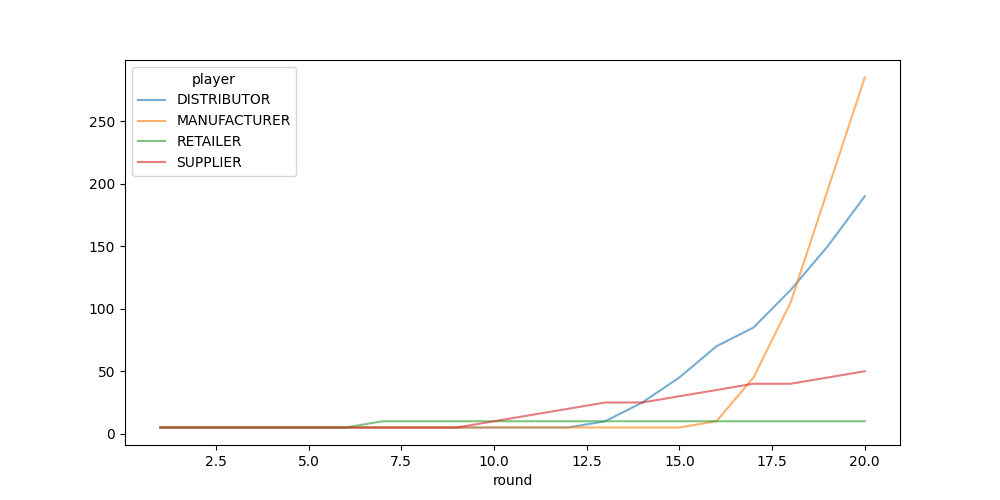 player
DISTRIBUTOR
MANUFACTURER
RETAILER
SUPPLIER
250
200
150
100
50
0
2.5 5.0 7.5 10.0 12.5 15.0 17.5 20.0
round